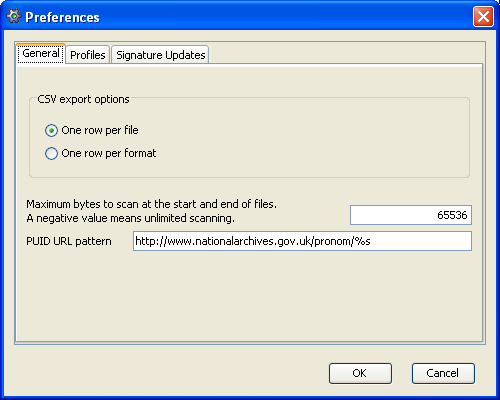 Preferences
General Profiles Signature Updates
CSV export options
One row per file
One row per format
Maximum bytes to scan at the start and end of files.
A negative value means unlimited scanning. 65536
PUID URL pattern http://www.nationalarchives.gov.uk/pronom/%s
OK Cancel